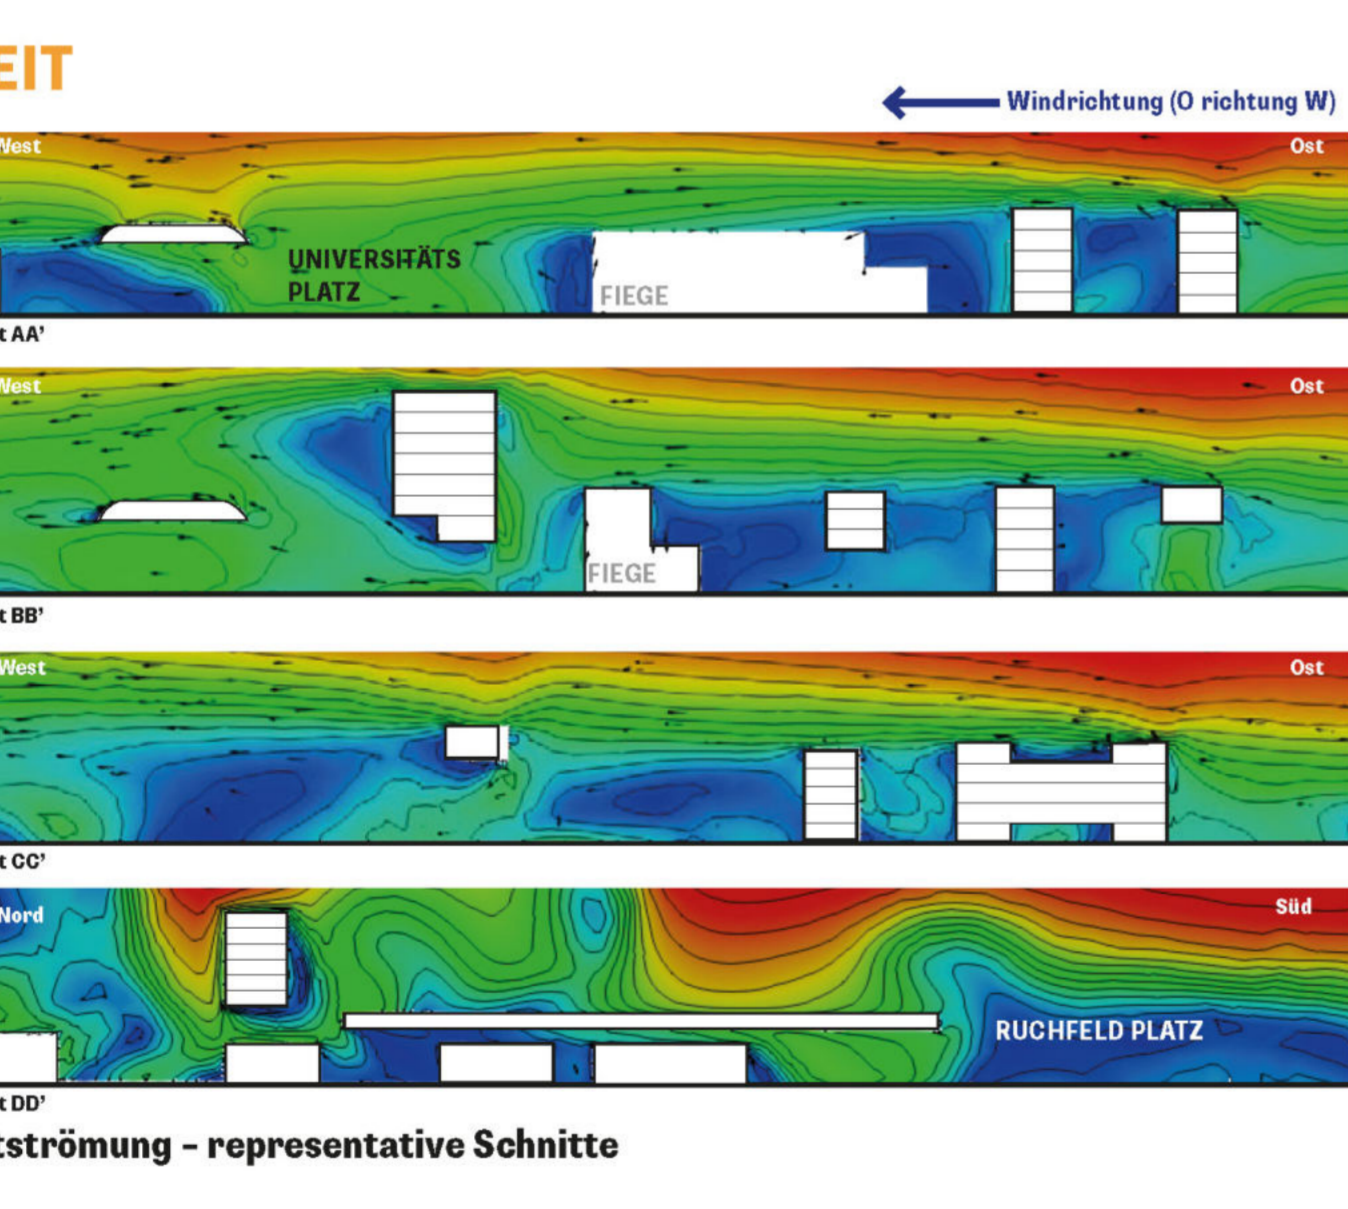 EIT
Windrichtung (O richtung W)
West
Ost
UNIVERSITÄTS
PLATZ
FIEGE
t AA'
West
Ost
FIEGE
t BB'
West
Ost
t CC'
Nord
Süd
RUCHFELD PLATZ
t DD'
tströmung – representative Schnitte